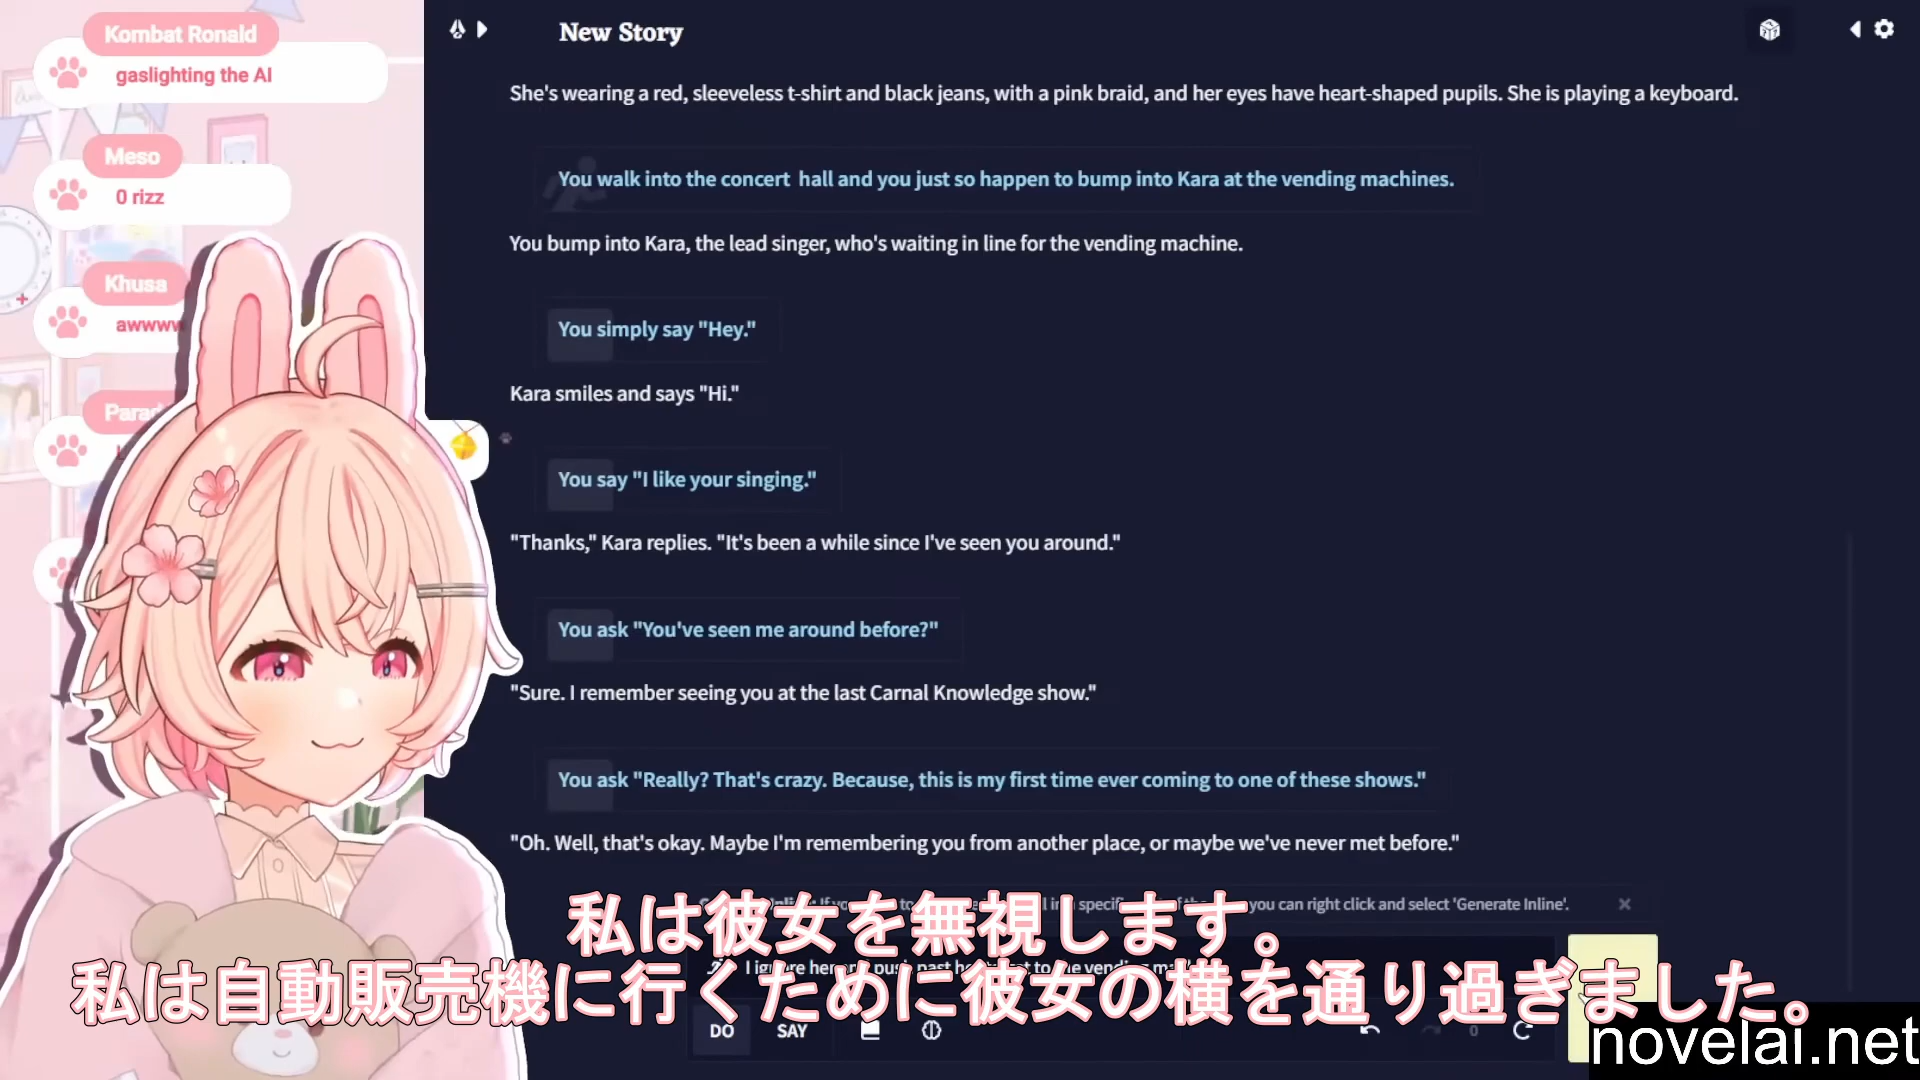 Kombat Ronald
gaslighting the AI
Meso
0 rizz
Khusa
awwww
New Story
She's wearing a red, sleeveless t-shirt and black jeans, with a pink braid, and her eyes have heart-shaped pupils. She is playing a keyboard.
You walk into the concert hall and you just so happen to bump into Kara at the vending machines.
You bump into Kara, the lead singer, who's waiting in line for the vending machine.
You simply say "Hey."
Kara smiles and says "Hi."
You say "I like your singing."
"Thanks," Kara replies. "It's been a while since I've seen you around."
You ask "You've seen me around before?"
"Sure. I remember seeing you at the last Carnal Knowledge show."
You ask "Really? That's crazy. Because, this is my first time ever coming to one of these shows."
"Oh. Well, that's okay. Maybe I'm remembering you from another place, or maybe we've never met before."
you can right click and select 'Generate Inline'.
私は彼女を無視します。
私は自動販売機に行くために彼女の横を通り過ぎました。
DO
SAY
0
novelai.net